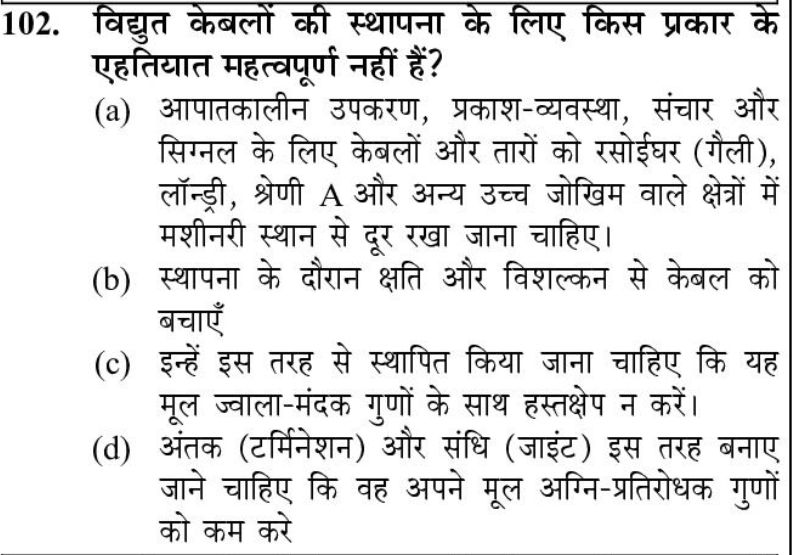 102. विद्युत केबलों की स्थापना के लिए किस प्रकार के
एहतियात महत्वपूर्ण नहीं हैं?
(a) आपातकालीन उपकरण, प्रकाश-व्यवस्था, संचार और
सिग्नल के लिए केबलों और तारों को रसोईघर (गैली),
लॉन्ड्री, श्रेणी A और अन्य उच्च जोखिम वाले क्षेत्रों में
मशीनरी स्थान से दूर रखा जाना चाहिए।
(b) स्थापना के दौरान क्षति और विशल्कन से केबल को
बचाएँ
(c) इन्हें इस तरह से स्थापित किया जाना चाहिए कि यह
मूल ज्वाला-मंदक गुणों के साथ हस्तक्षेप न करें।
(d) अंतक (टर्मिनेशन) और संधि (जाइंट) इस तरह बनाए
जाने चाहिए कि वह अपने मूल अग्नि-प्रतिरोधक गुणों
को कम करे